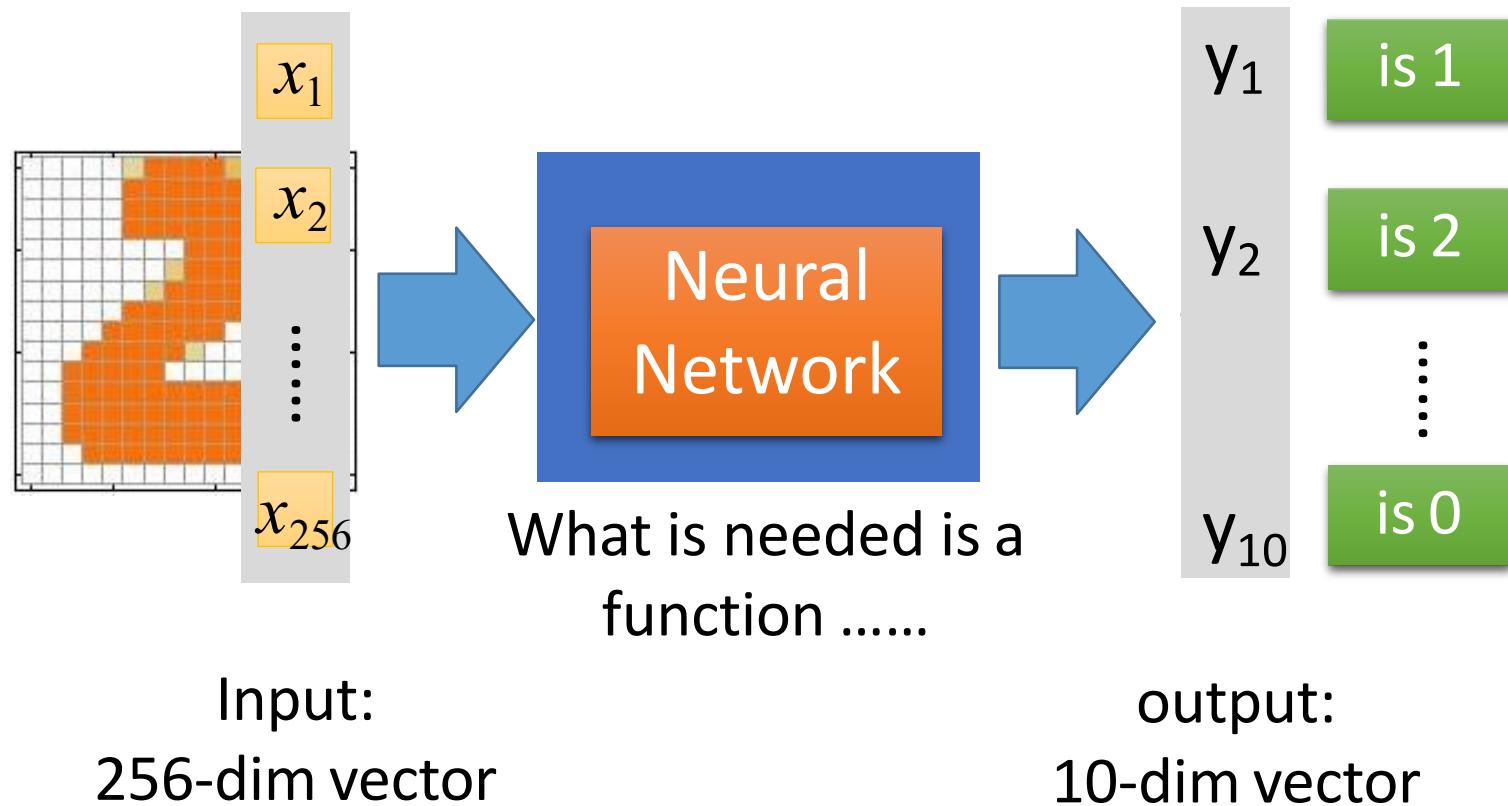 x₁
x₂
⋮
x₂₅₆
Neural
Network
What is needed is a
function ……
y₁
is 1
y₂
is 2
⋮
y₁₀
is 0
Input:
256-dim vector
output:
10-dim vector